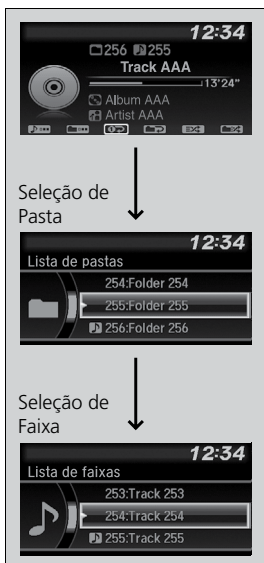 12:34
256 255
Track AAA
13'24"
Album AAA
Artist AAA
Seleção de
Pasta
12:34
Lista de pastas
254:Folder 254
255:Folder 255
256:Folder 256
Seleção de
Faixa
12:34
Lista de faixas
253:Track 253
254:Track 254
255:Track 255